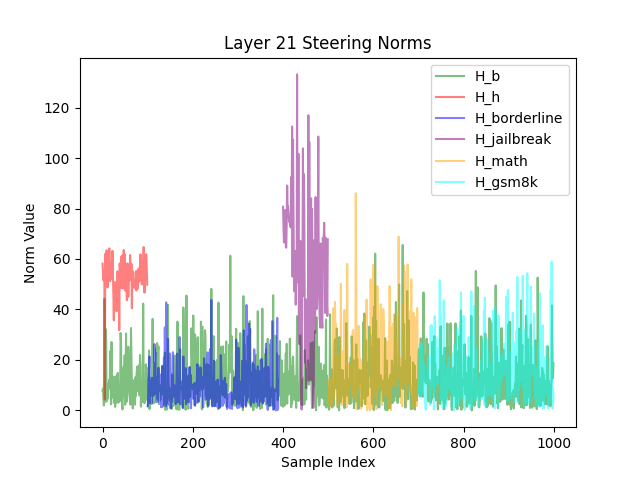 Layer 21 Steering Norms
H_b
H_h
H_borderline
H_jailbreak
H_math
H_gsm8k
Norm Value
120
100
80
60
40
20
0
0 200 400 600 800 1000
Sample Index